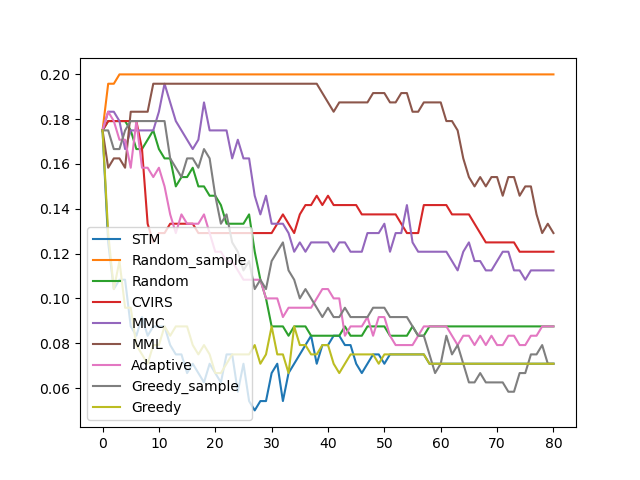 0.20
0.18
0.16
0.14
0.12
0.10
0.08
0.06
STM
Random_sample
Random
CVIRS
MMC
MML
Adaptive
Greedy_sample
Greedy
0 10 20 30 40 50 60 70 80